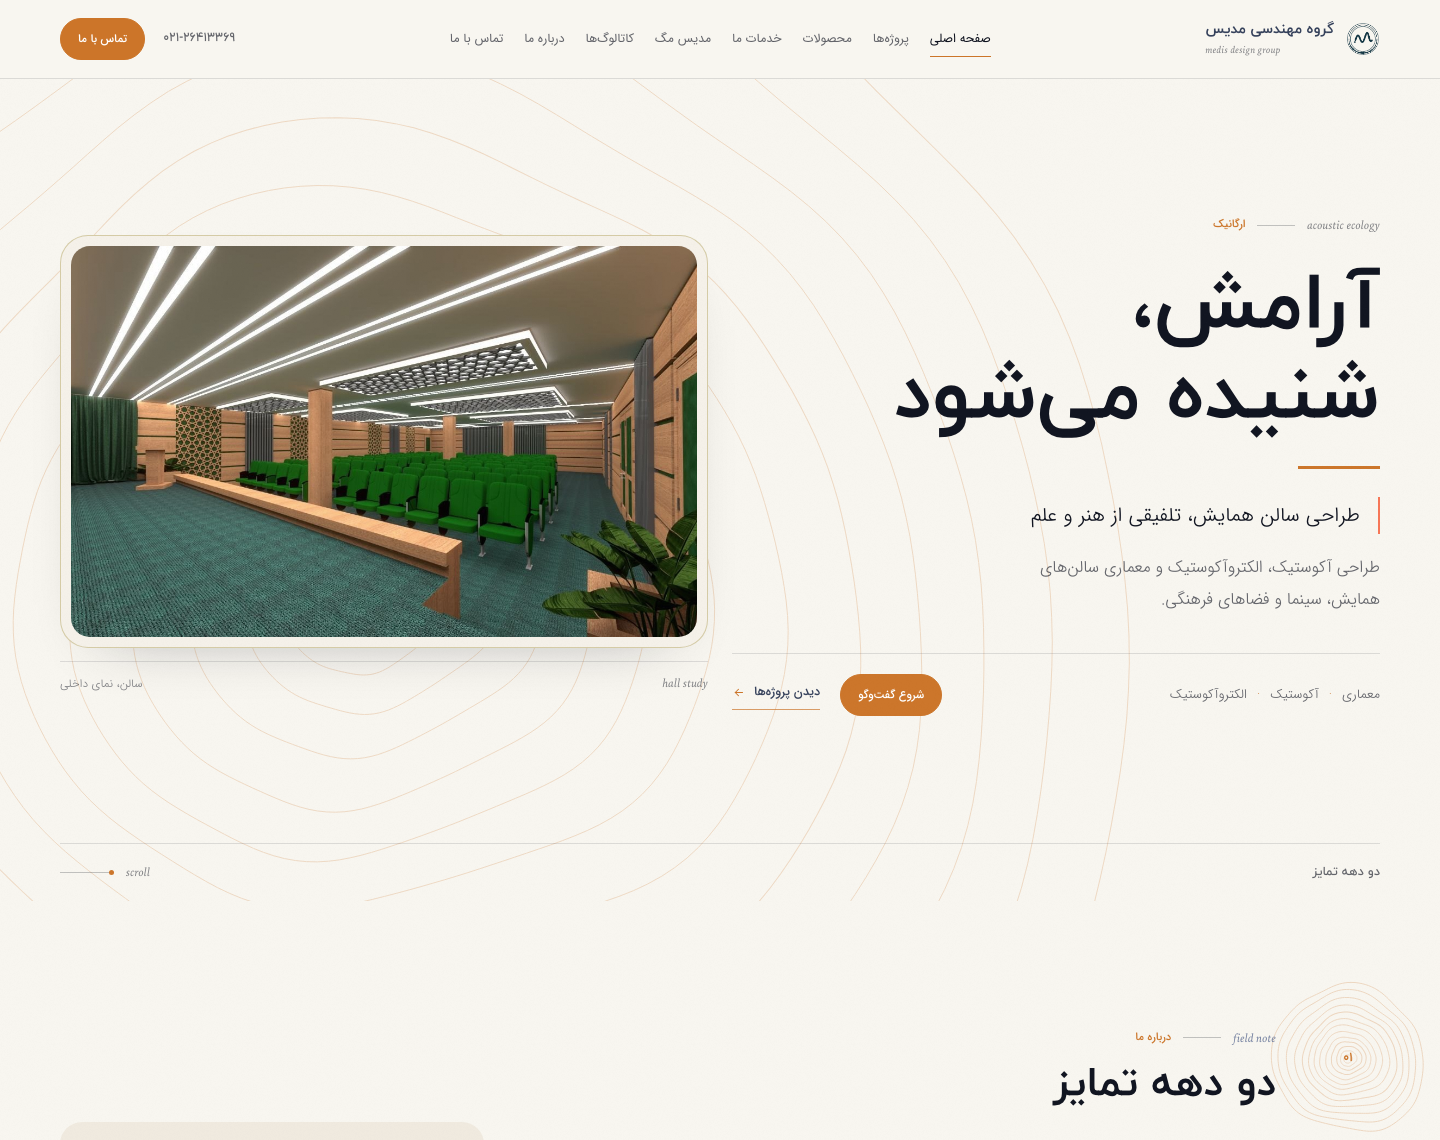 گروه مهندسی مدیس
medis design group
صفحه اصلی
پروژه‌ها
محصولات
خدمات ما
مدیس مگ
کاتالوگ‌ها
درباره ما
تماس با ما
۰۲۱-۲۶۴۱۳۳۶۹
تماس با ما
acoustic ecology
ارگانیک
آرامش،
شنیده می‌شود
طراحی سالن همایش، تلفیقی از هنر و علم
طراحی آکوستیک، الکتروآکوستیک و معماری سالن‌های
همایش، سینما و فضاهای فرهنگی.
معماری · آکوستیک · الکتروآکوستیک
شروع گفت‌وگو
دیدن پروژه‌ها ←
hall study
سالن، نمای داخلی
دو دهه تمایز
scroll
۰۱
field note
درباره ما
دو دهه تمایز